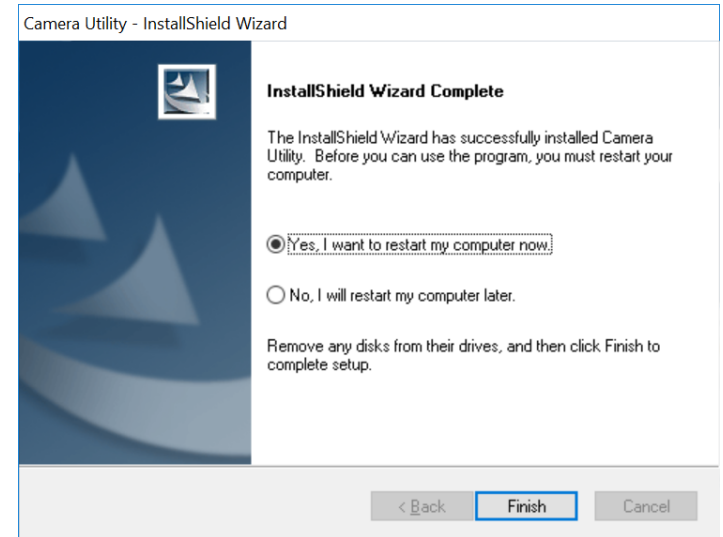 Camera Utility - InstallShield Wizard
InstallShield Wizard Complete
The InstallShield Wizard has successfully installed Camera
Utility.  Before you can use the program, you must restart your
computer.
Yes, I want to restart my computer now.
No, I will restart my computer later.
Remove any disks from their drives, and then click Finish to
complete setup.
< Back
Finish
Cancel